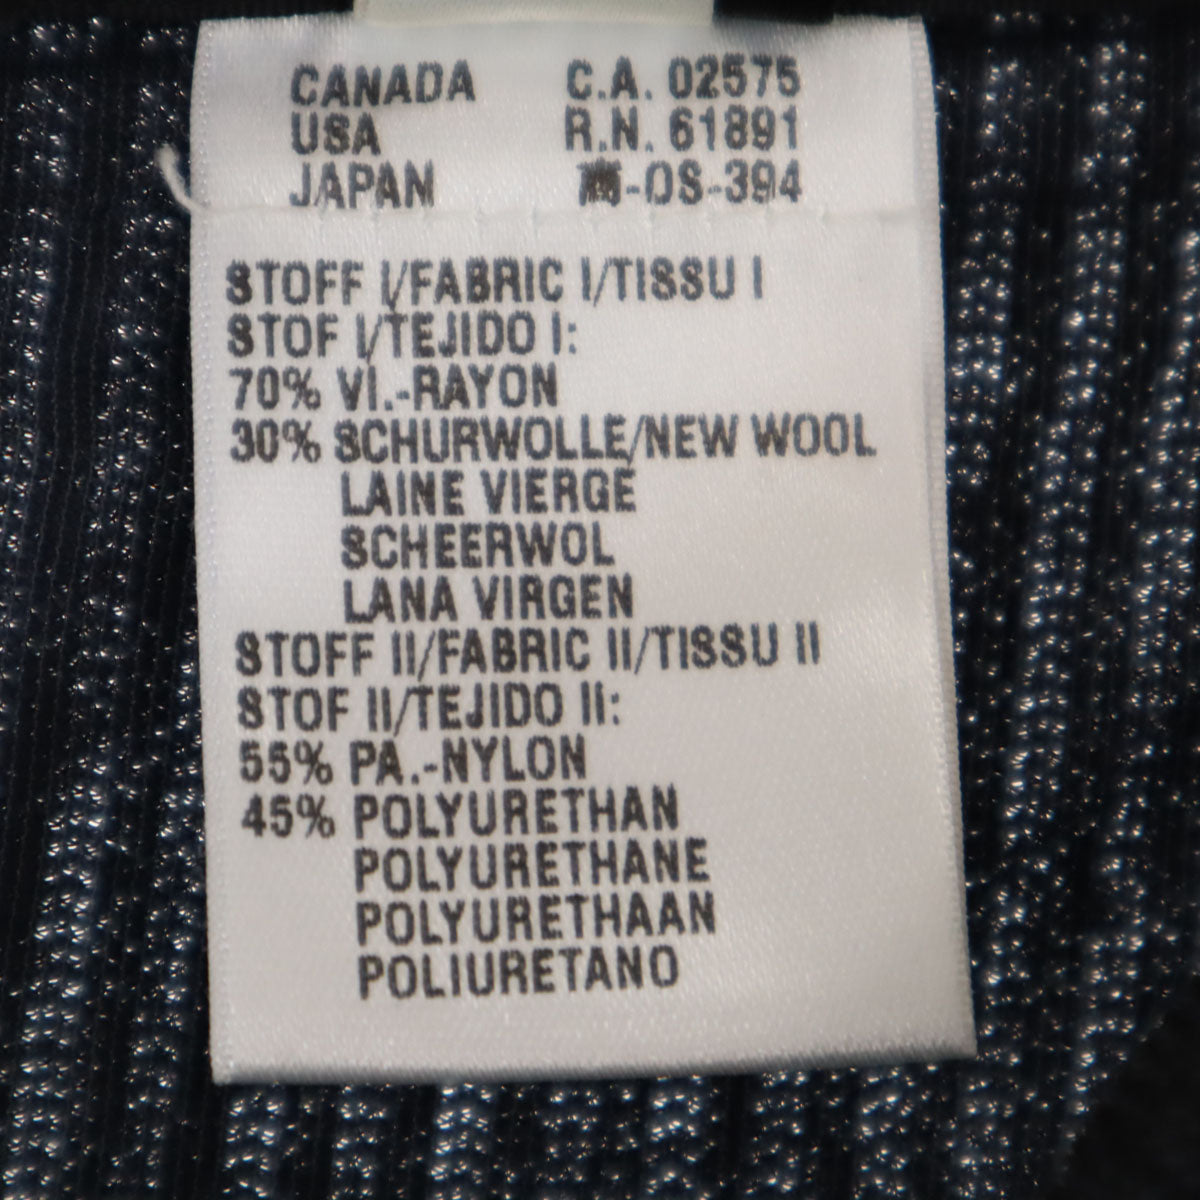 CANADA C.A. 02575
USA R.N. 61891
JAPAN -OS-394
STOFF I/FABRIC I/TISSU I
STOF I/TEJIDO I:
70% VI.-RAYON
30% SCHURWOLLE/NEW WOOL
LAINE VIERGE
SCHEERWOL
LANA VIRGEN
STOFF II/FABRIC II/TISSU II
STOF II/TEJIDO II:
55% PA.-NYLON
45% POLYURETHAN
POLYURETHANE
POLYURETHAAN
POLIURETANO